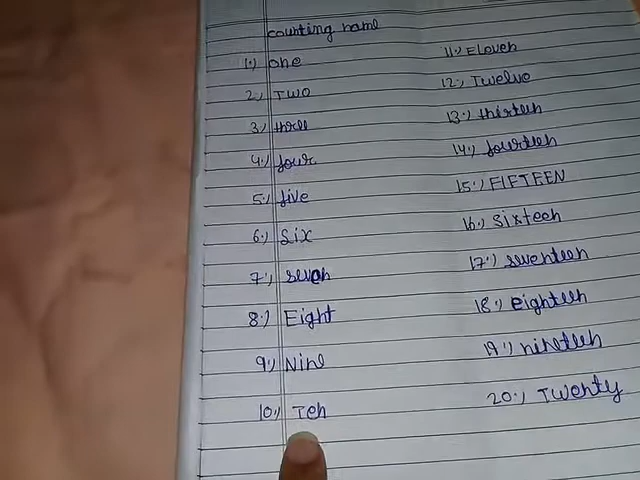 counting name
1.) one
2.) Two
3.) three
4.) four
5.) five
6.) Six
7.) seven
8.) Eight
9.) Nine
10.) Ten
11.) Eleven
12.) Twelve
13.) thirteen
14.) fourteen
15.) FIFTEEN
16.) Sixteen
17.) seventeen
18.) eighteen
19.) nineteen
20.) Twenty